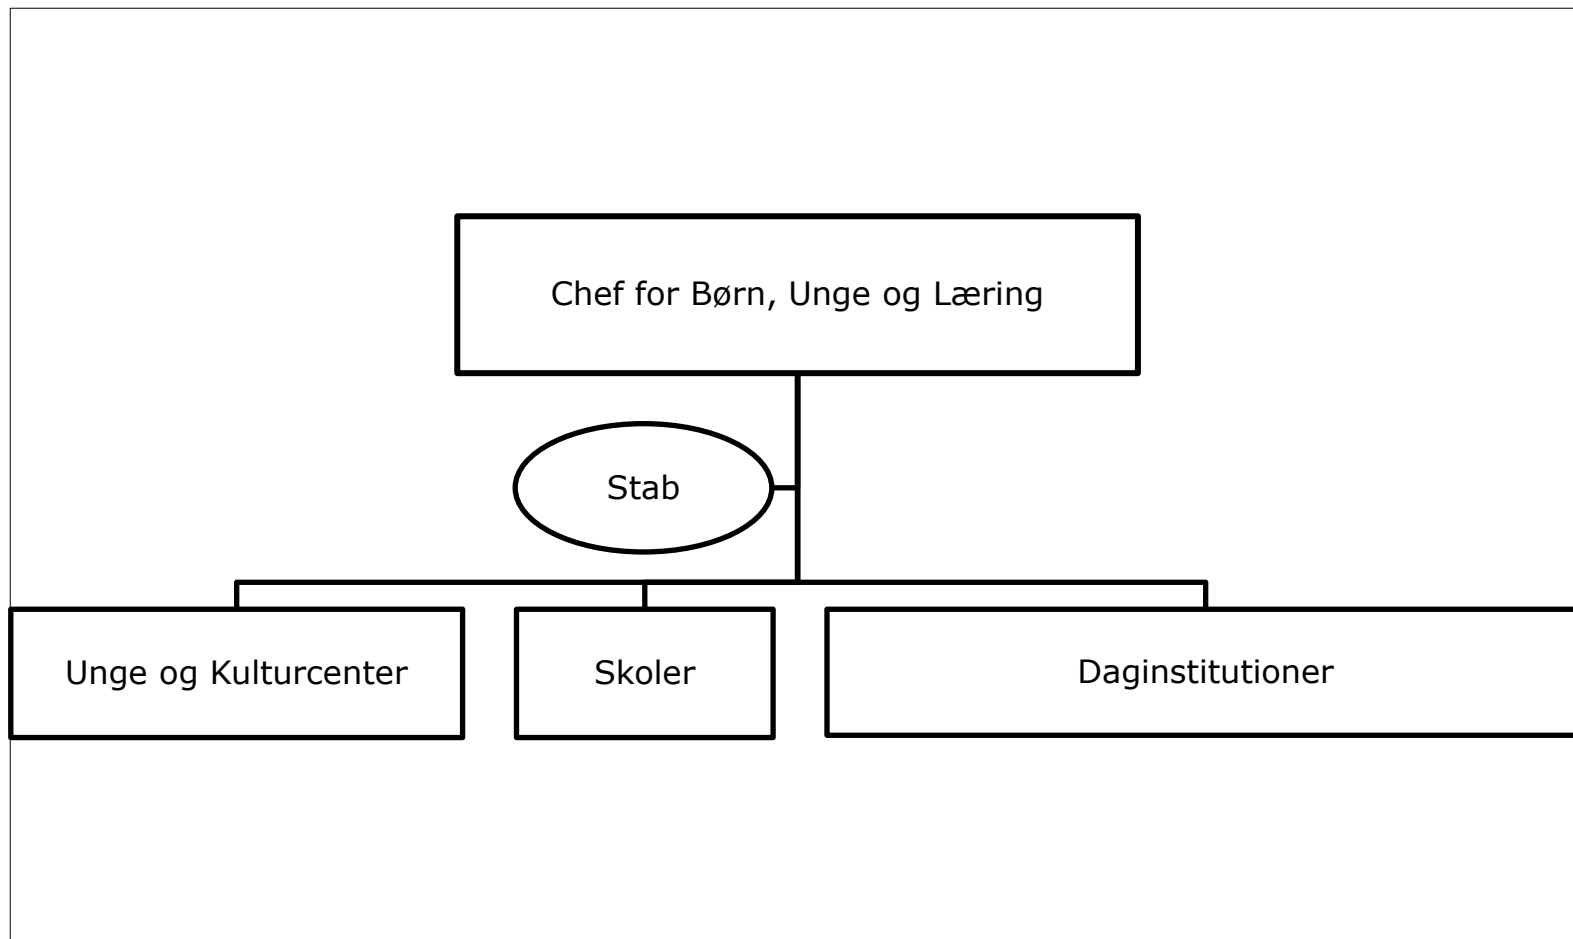 Chef for Børn, Unge og Læring
Stab
Unge og Kulturcenter
Skoler
Daginstitutioner